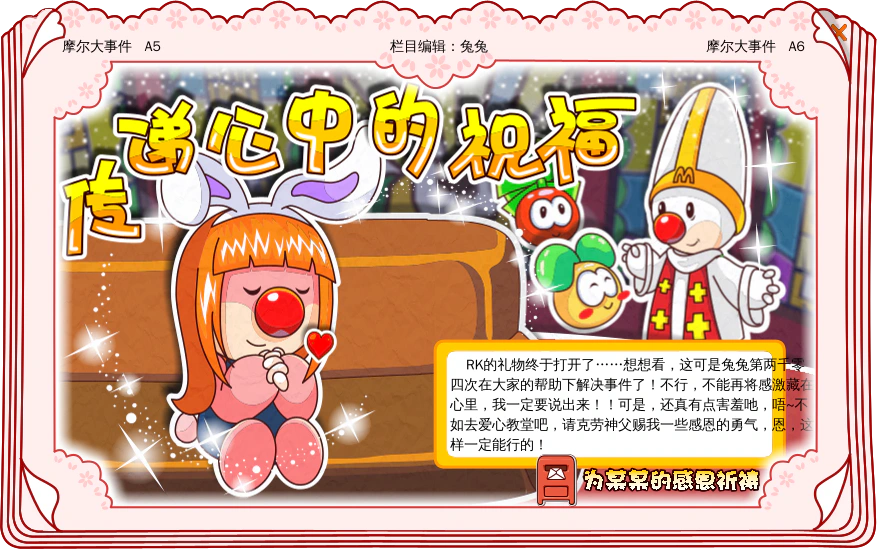 摩尔大事件 A5
栏目编辑：兔兔
摩尔大事件 A6
传递心中的祝福
RK的礼物终于打开了……想想看，这可是兔兔第两千零
四次在大家的帮助下解决事件了！不行，不能再将感激藏在
心里，我一定要说出来！！可是，还真有点害羞吔，唔~不
如去爱心教堂吧，请克劳神父赐我一些感恩的勇气，恩，这
样一定能行的！
为某某的感恩祈祷